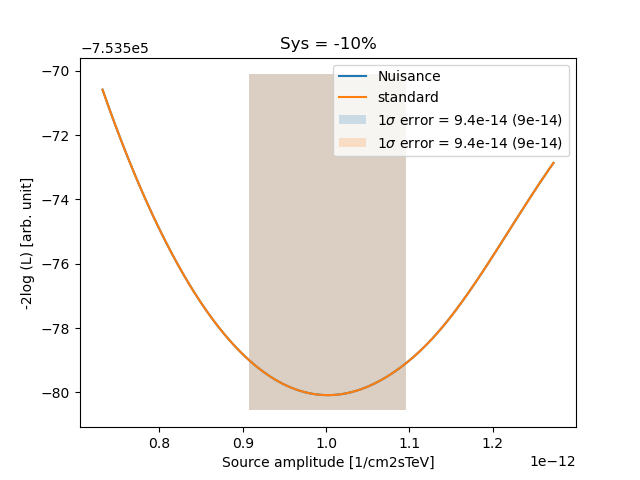 Sys = -10%
−7.535e5
−70
−72
−74
−76
−78
−80
-2log (L) [arb. unit]
Nuisance
standard
1σ error = 9.4e-14 (9e-14)
1σ error = 9.4e-14 (9e-14)
0.8 0.9 1.0 1.1 1.2
1e−12
Source amplitude [1/cm2sTeV]